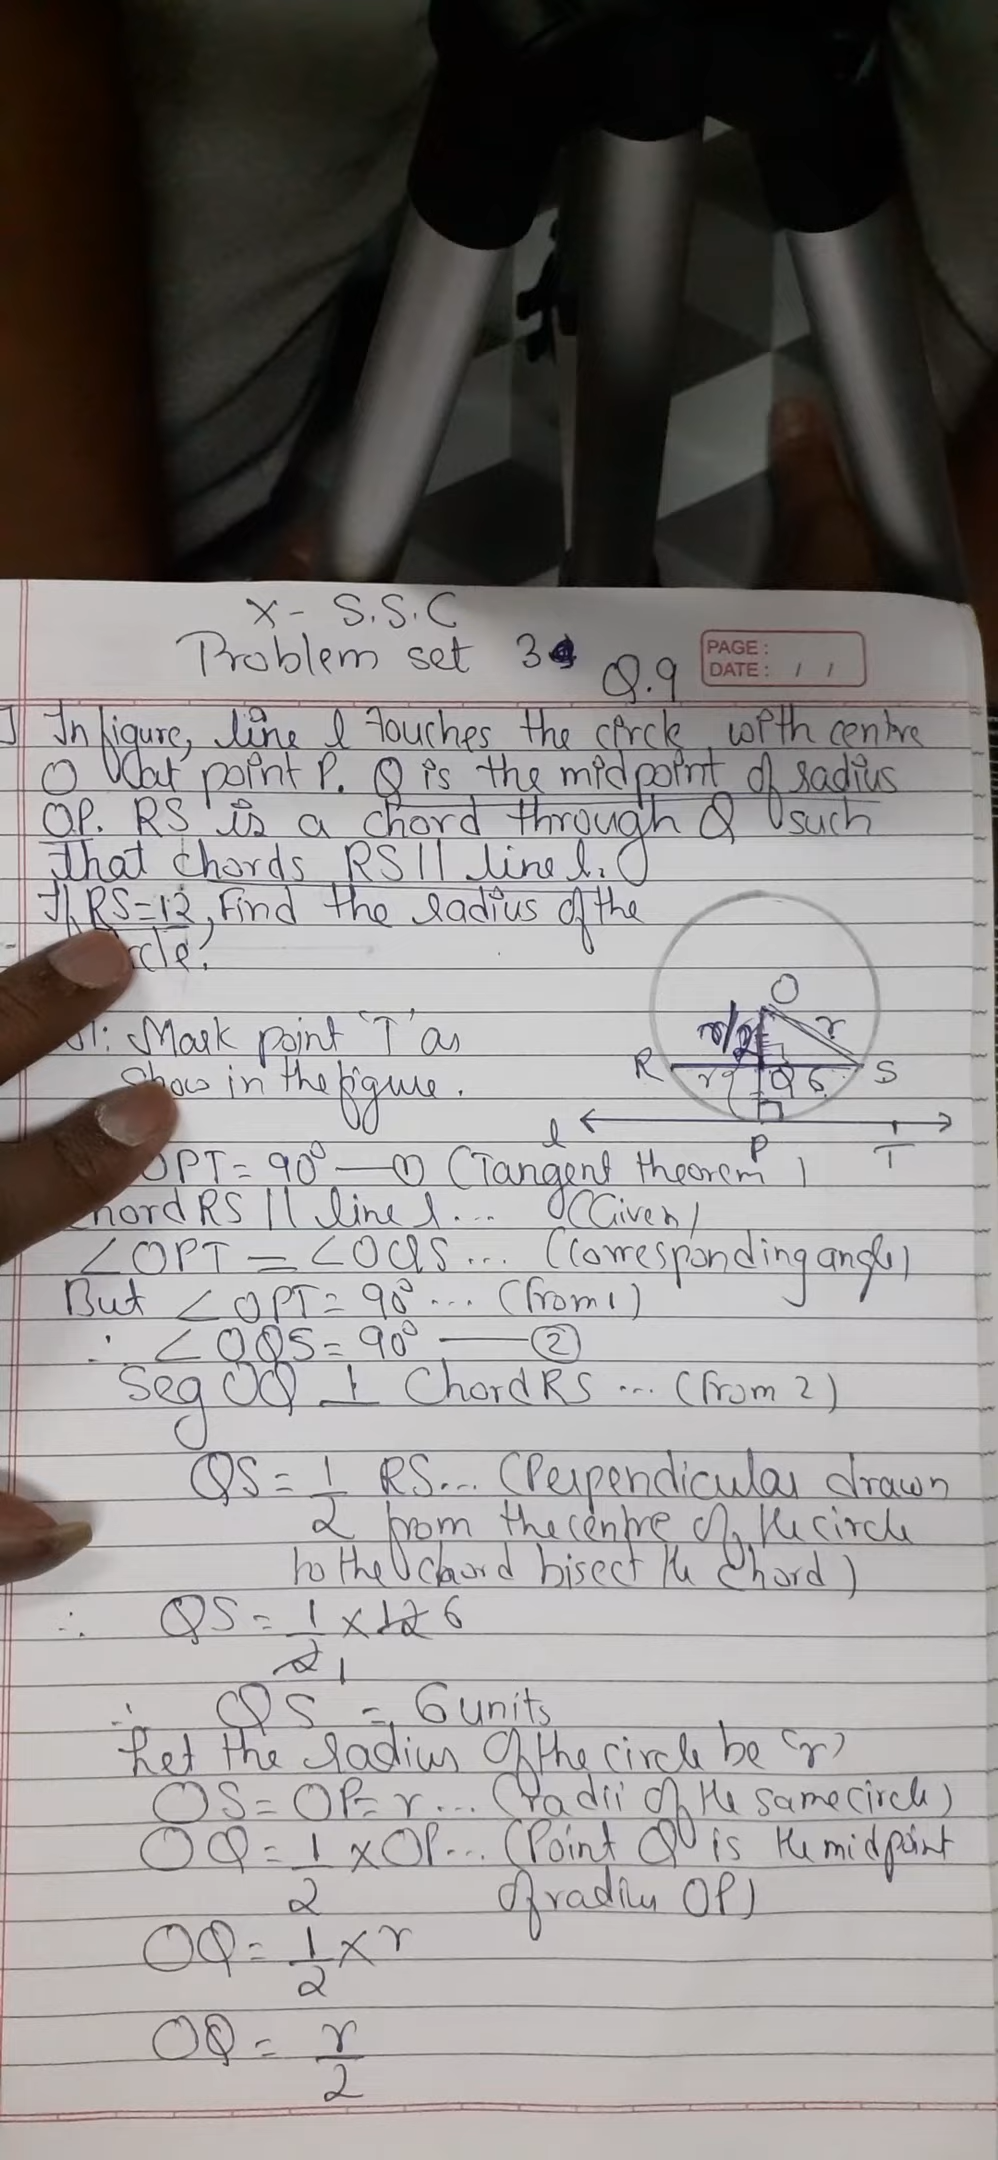 X- S.S.C
Problem set 3
Q.9
PAGE :
DATE : / /
In figure, line l touches the circle with centre
O at point P. Q is the midpoint of radius
OP. RS is a chord through Q such
that chords RS || line l.
If RS=12, Find the radius of the
rcle.
Mark point 'T' as
show in the figure.
O
r/2
r
R
Q
6
S
l
P
T
OPT = 90° — ① (Tangent theorem)
hord RS || line l ... (Given)
∠OPT = ∠OQS ... (Corresponding angle)
But ∠OPT = 90° ... (from 1)
∴ ∠OQS = 90° — ②
Seg OQ ⊥ Chord RS ... (from 2)
QS = 1/2 RS... (Perpendicular drawn
from the centre of the circle
to the chord bisect the chord)
∴ QS = 1/2 × 12 6
1
∴ QS = 6 units
Let the radius of the circle be 'r'
OS = OP = r ... (radii of the same circle)
OQ = 1/2 × OP... (Point Q is the midpoint
of radius OP)
OQ = 1/2 × r
OQ = r/2